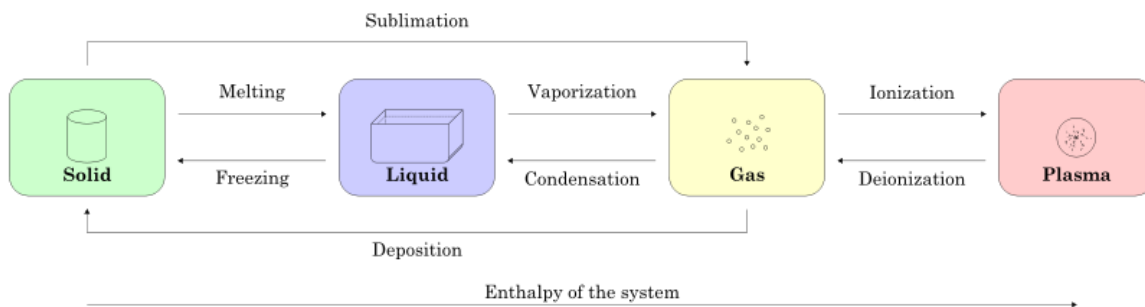 Sublimation
Melting
Vaporization
Ionization
Solid
Freezing
Liquid
Condensation
Gas
Deionization
Plasma
Deposition
Enthalpy of the system